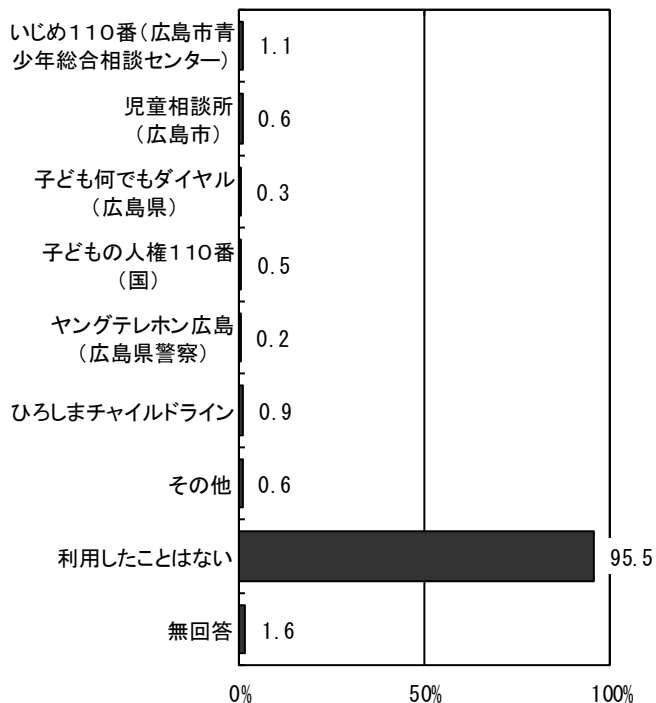 いじめ110番(広島市青
少年総合相談センター)
1.1
児童相談所
(広島市)
0.6
子ども何でもダイヤル
(広島県)
0.3
子どもの人権110番
(国)
0.5
ヤングテレホン広島
(広島県警察)
0.2
ひろしまチャイルドライン
0.9
その他
0.6
利用したことはない
95.5
無回答
1.6
0%
50%
100%